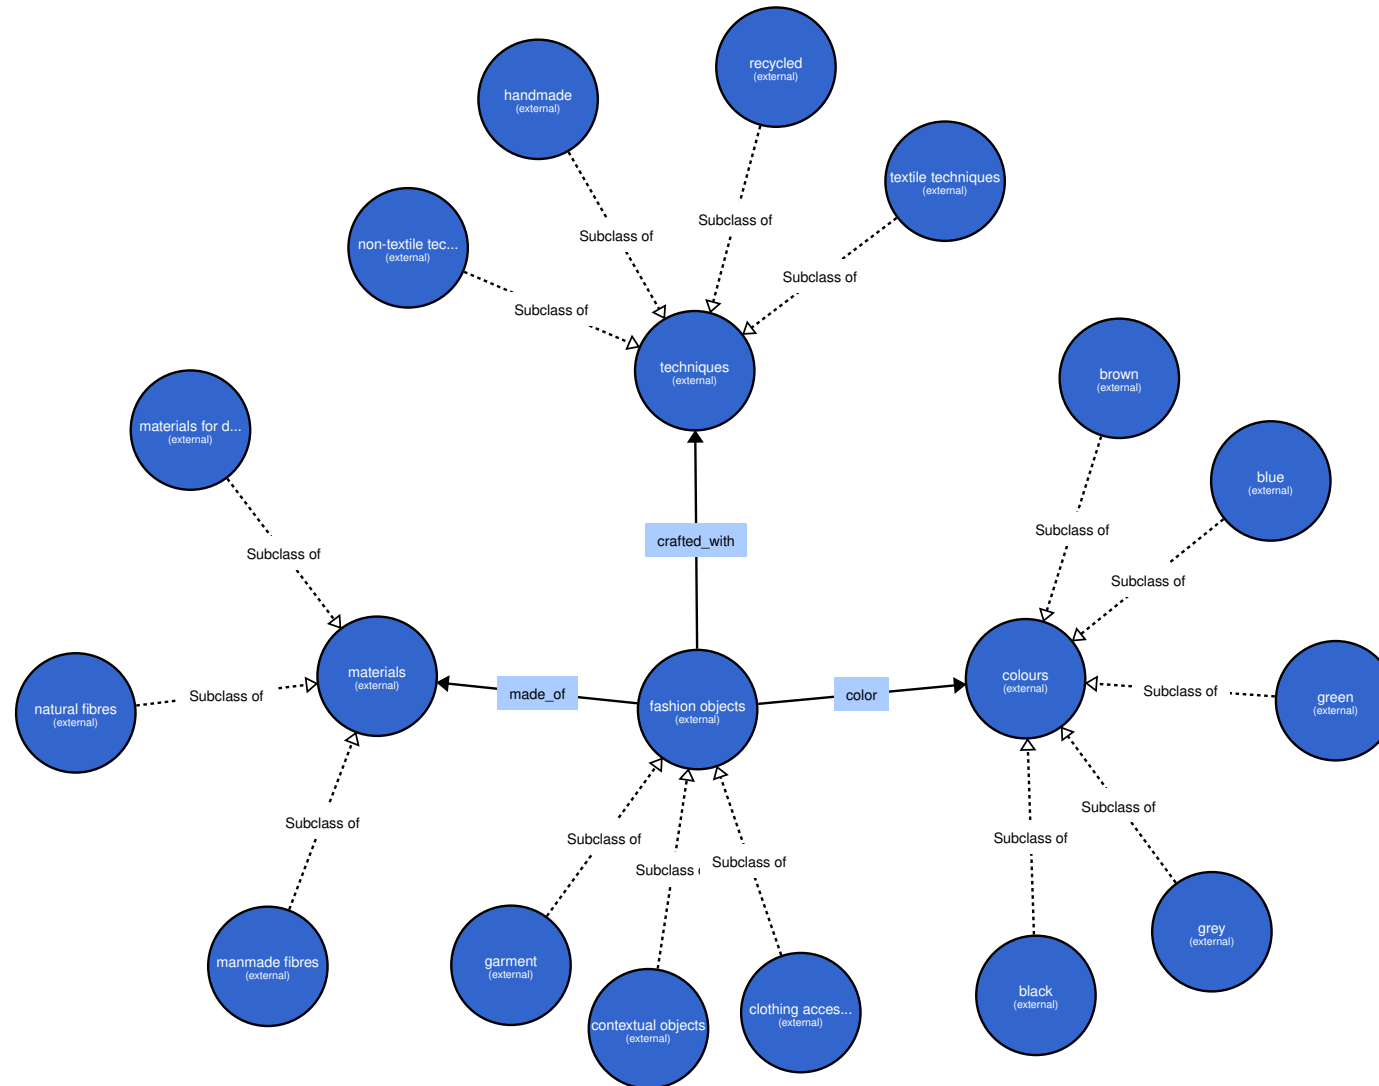 recycled
(external)
handmade
(external)
textile techniques
(external)
Subclass of
Subclass of
non-textile tec...
(external)
Subclass of
Subclass of
techniques
(external)
brown
(external)
materials for d...
(external)
blue
(external)
Subclass of
crafted_with
Subclass of
Subclass of
materials
(external)
colours
(external)
Subclass of
made_of
color
Subclass of
natural fibres
(external)
fashion objects
(external)
green
(external)
Subclass of
Subclass of
Subclass of
Subclass of
Subclass of
Subclass
grey
(external)
manmade fibres
(external)
garment
(external)
black
(external)
clothing acces...
(external)
contextual objects
(external)